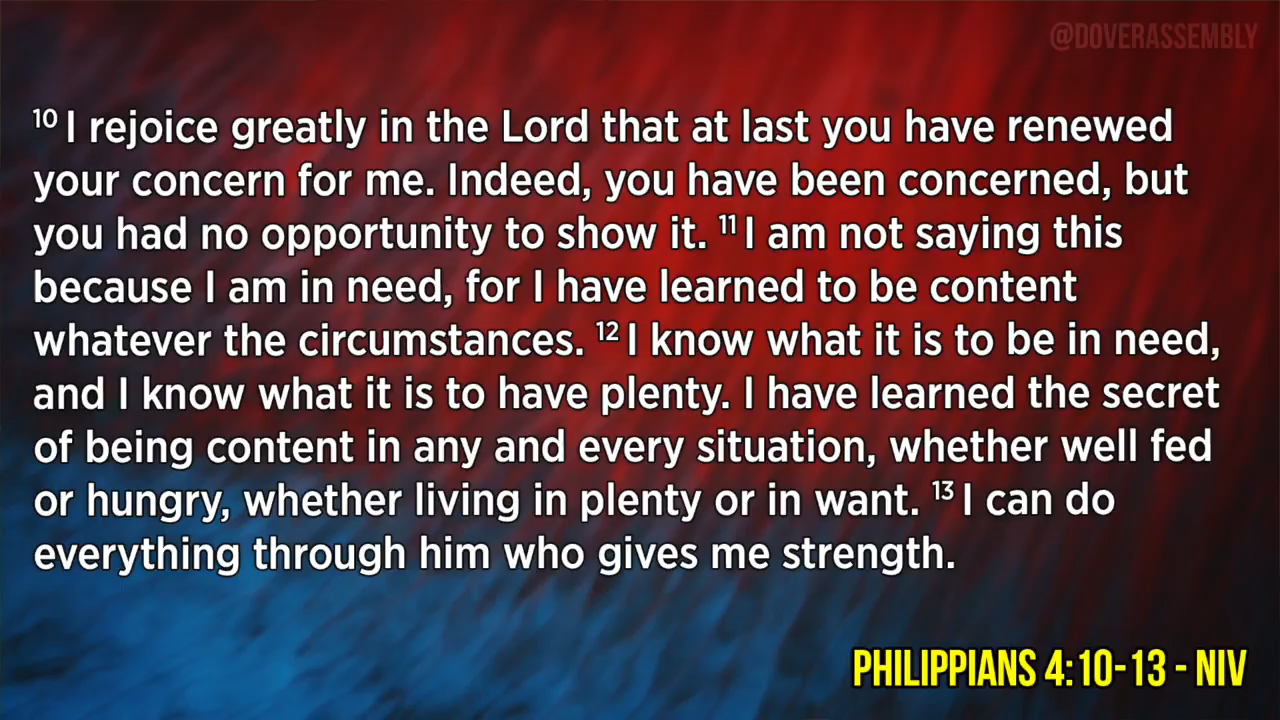 @DOVERASSEMBLY
10 I rejoice greatly in the Lord that at last you have renewed
your concern for me. Indeed, you have been concerned, but
you had no opportunity to show it. 11 I am not saying this
because I am in need, for I have learned to be content
whatever the circumstances. 12 I know what it is to be in need,
and I know what it is to have plenty. I have learned the secret
of being content in any and every situation, whether well fed
or hungry, whether living in plenty or in want. 13 I can do
everything through him who gives me strength.
PHILIPPIANS 4:10-13 - NIV